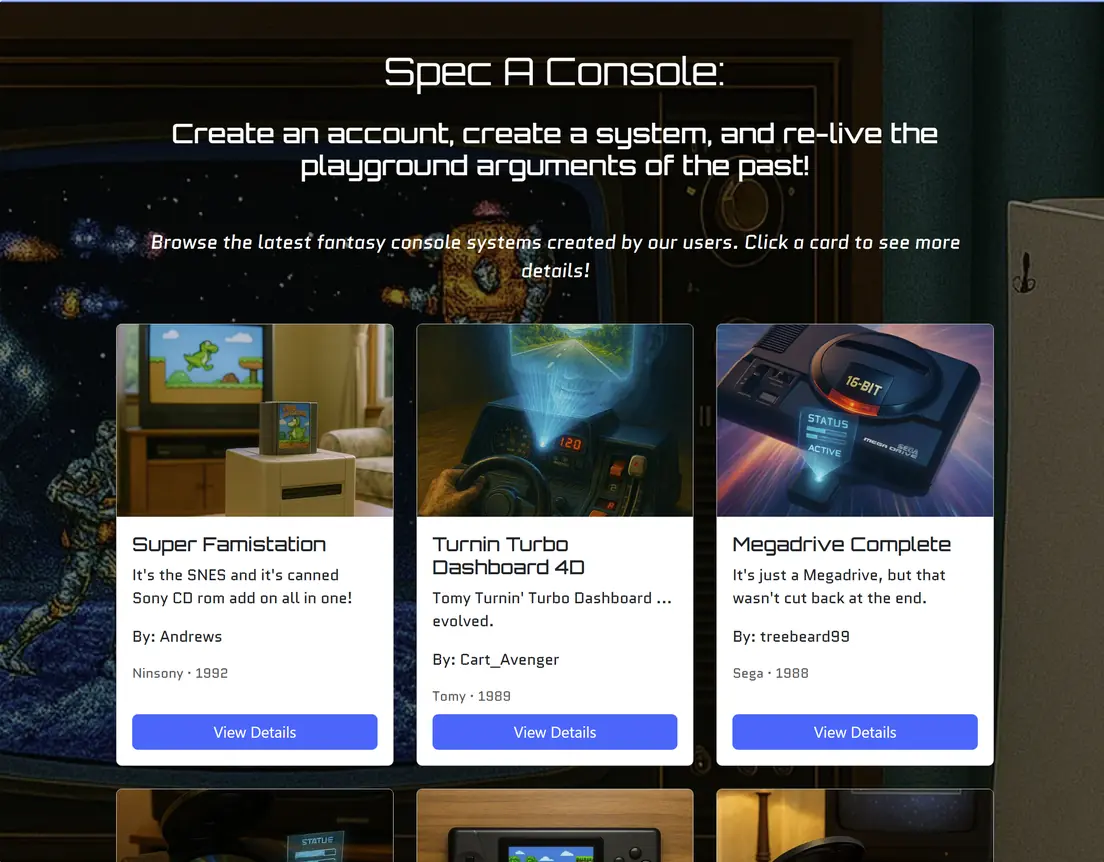 Spec A Console:
Create an account, create a system, and re-live the
playground arguments of the past!
Browse the latest fantasy console systems created by our users. Click a card to see more
details!
120
16-BIT
STATUS
ACTIVE
MEGA DRIVE
SEGA
Super Famistation
It's the SNES and it's canned
Sony CD rom add on all in one!
By: Andrews
Ninsony · 1992
View Details
Turnin Turbo
Dashboard 4D
Tomy Turnin' Turbo Dashboard ...
evolved.
By: Cart_Avenger
Tomy · 1989
View Details
Megadrive Complete
It's just a Megadrive, but that
wasn't cut back at the end.
By: treebeard99
Sega · 1988
View Details
STATUE